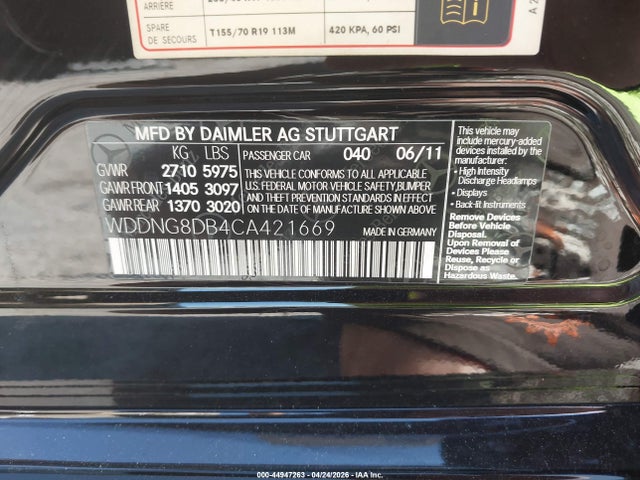 ARRIÈRE
SPARE
DE SECOURS
T155/70 R19 113M
420 KPA, 60 PSI
MFD BY DAIMLER AG STUTTGART
KG LBS
GVWR 2710 5975
GAWR FRONT 1405 3097
GAWR REAR 1370 3020
PASSENGER CAR 040 06/11
THIS VEHICLE CONFORMS TO ALL APPLICABLE
U.S. FEDERAL MOTOR VEHICLE SAFETY, BUMPER
AND THEFT PREVENTION STANDARDS IN EFFECT
ON THE DATE OF MANUFACTURE SHOWN ABOVE.
WDDNG8DB4CA421669
MADE IN GERMANY
This vehicle may
include mercury-added
devices installed by the
manufacturer:
- High Intensity
Discharge Headlamps
- Displays
- Back-fit Inverters
Remove Devices
Before Vehicle
Disposal.
Upon Removal of
Devices Please
Reuse, Recycle or
Dispose as
Hazardous Waste.
000-44947263 - 04/24/2026 - IAA Inc.